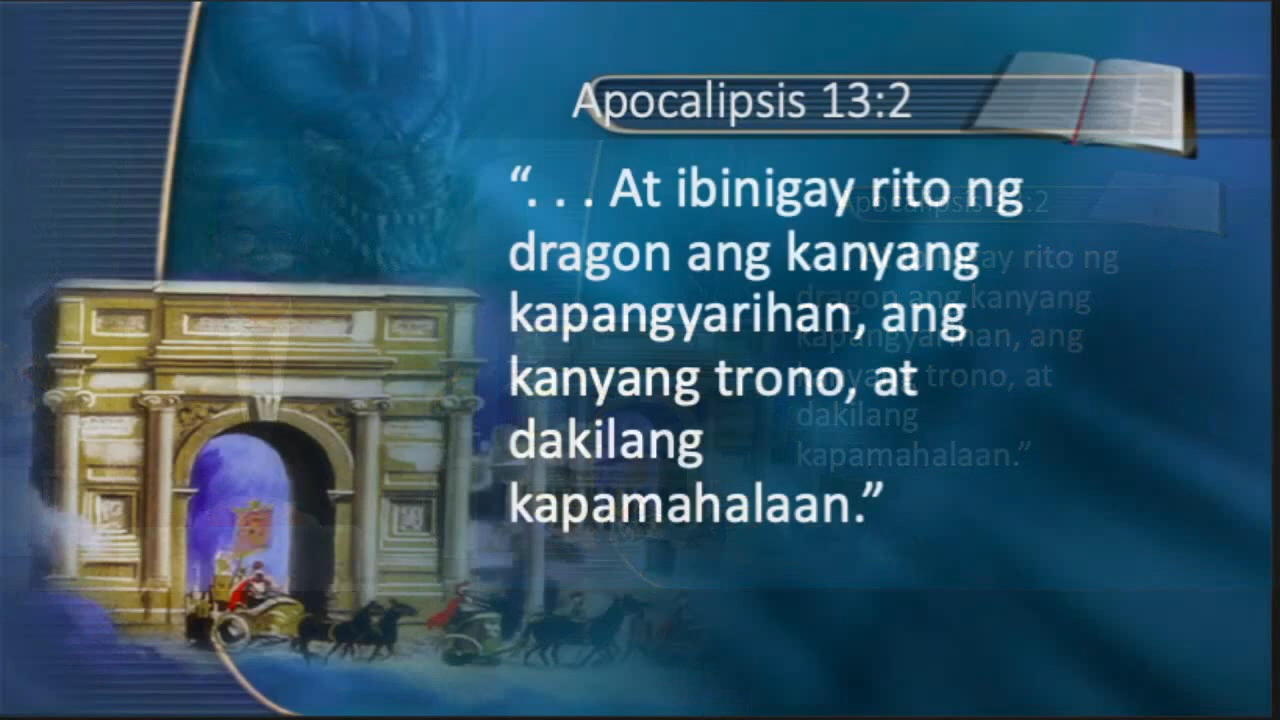 Apocalipsis 13:2
“. . . At ibinigay rito ng
dragon ang kanyang
kapangyarihan, ang
kanyang trono, at
dakilang
kapamahalaan.”